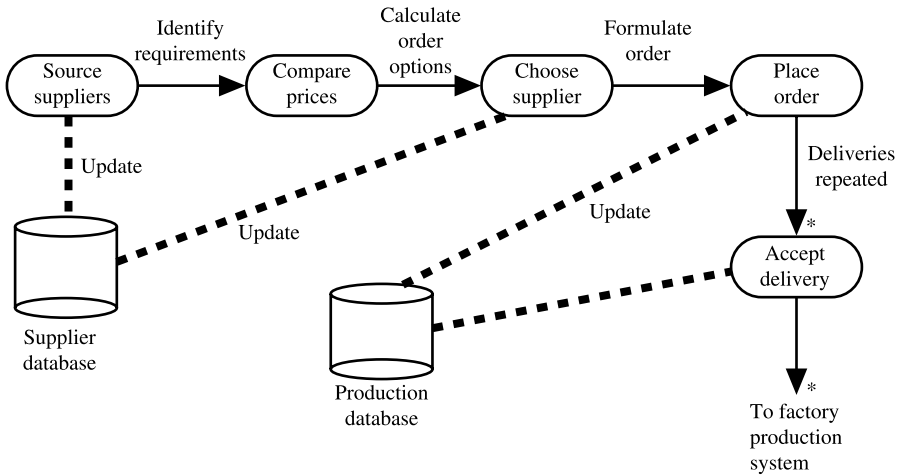 Identify
requirements
Calculate
order
options
Formulate
order
Source
suppliers
Compare
prices
Choose
supplier
Place
order
Update
Deliveries
repeated
Update
Update
*
Accept
delivery
Supplier
database
Production
database
*
To factory
production
system